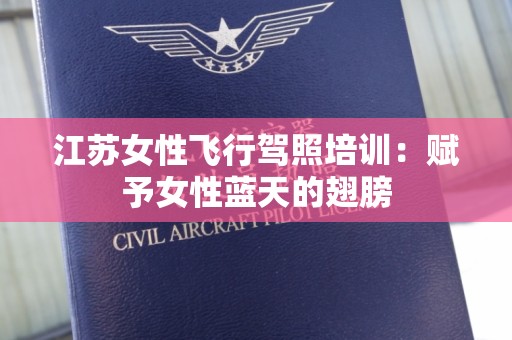 江苏女性飞行驾照培训：赋
予女性蓝天的翅膀
CIVIL AIRCRAFT PILOT LICENCE